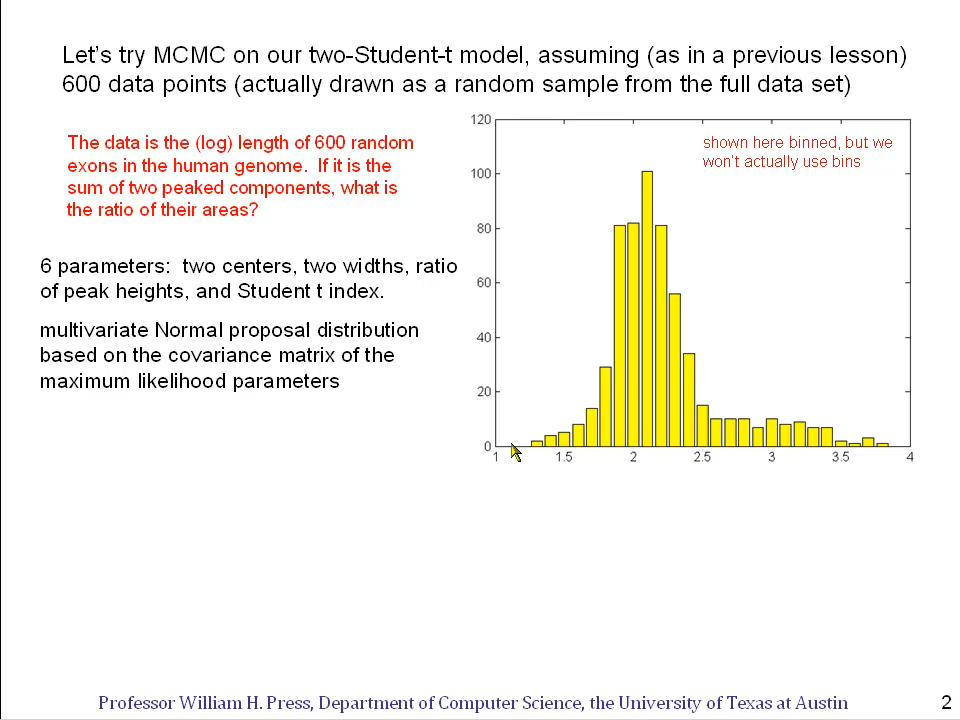 Let's try MCMC on our two-Student-t model, assuming (as in a previous lesson)
600 data points (actually drawn as a random sample from the full data set)
The data is the (log) length of 600 random
exons in the human genome.  If it is the
sum of two peaked components, what is
the ratio of their areas?
6 parameters:  two centers, two widths, ratio
of peak heights, and Student t index.
multivariate Normal proposal distribution
based on the covariance matrix of the
maximum likelihood parameters
shown here binned, but we
won't actually use bins
120
100
80
60
40
20
0
1 1.5 2 2.5 3 3.5 4
Professor William H. Press, Department of Computer Science, the University of Texas at Austin
2